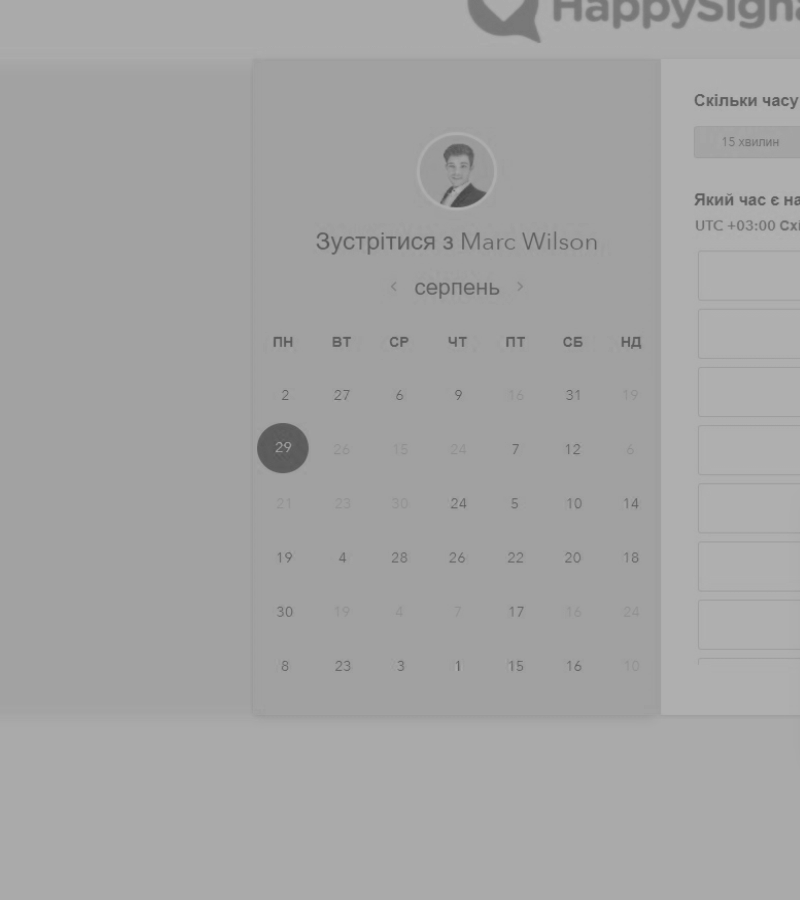 HappySigna
Зустрітися з Marc Wilson
‹ серпень ›
ПН ВТ СР ЧТ ПТ СБ НД
2 27 6 9 16 31 19
29 26 15 24 7 12 6
21 23 30 24 5 10 14
19 4 28 26 22 20 18
30 19 4 7 17 16 24
8 23 3 1 15 16 10
Скільки часу
15 хвилин
Який час є на
UTC +03:00 Схі